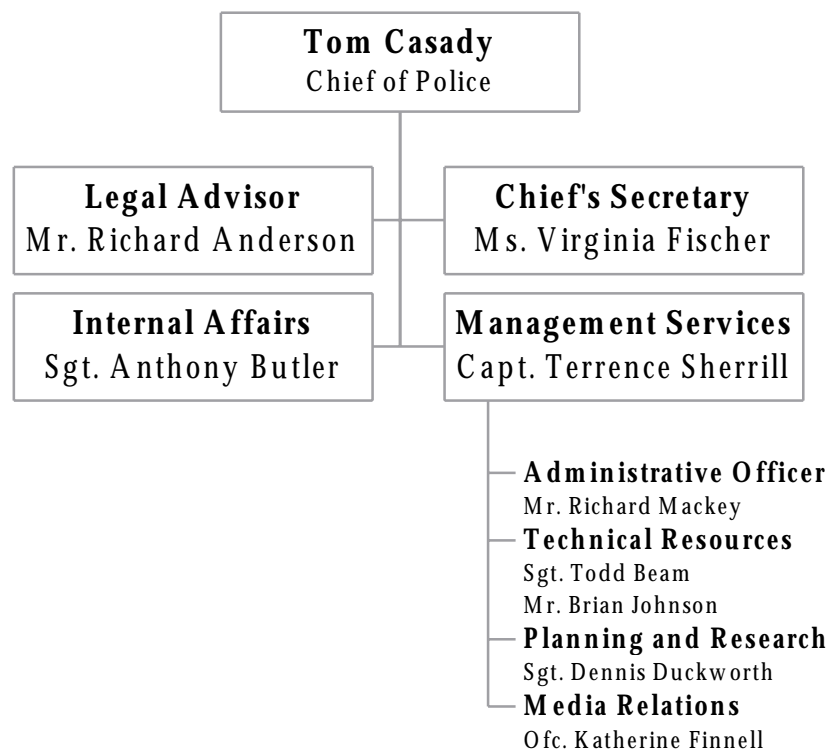 Tom Casady
Chief of Police
Legal Advisor
Mr. Richard Anderson
Chief's Secretary
Ms. Virginia Fischer
Internal Affairs
Sgt. Anthony Butler
Management Services
Capt. Terrence Sherrill
Administrative Officer
Mr. Richard Mackey
Technical Resources
Sgt. Todd Beam
Mr. Brian Johnson
Planning and Research
Sgt. Dennis Duckworth
Media Relations
Ofc. Katherine Finnell